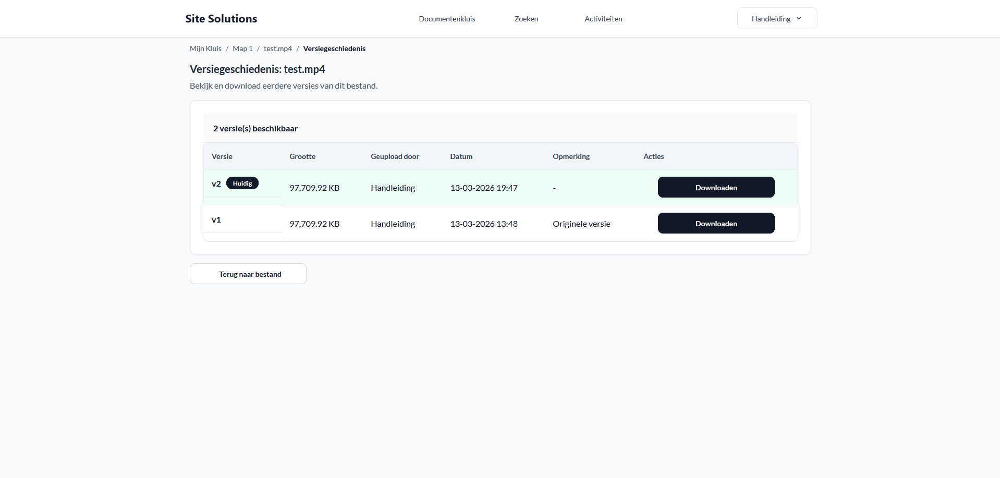 Site Solutions Documentenkluis Zoeken Activiteiten Handleiding
Mijn Kluis / Map 1 / test.mp4 / Versiegeschiedenis
Versiegeschiedenis: test.mp4
Bekijk en download eerdere versies van dit bestand.
2 versie(s) beschikbaar
Versie Grootte Geupload door Datum Opmerking Acties
v2 Huidig 97,709.92 KB Handleiding 13-03-2026 19:47 - Downloaden
v1 97,709.92 KB Handleiding 13-03-2026 13:48 Originele versie Downloaden
Terug naar bestand